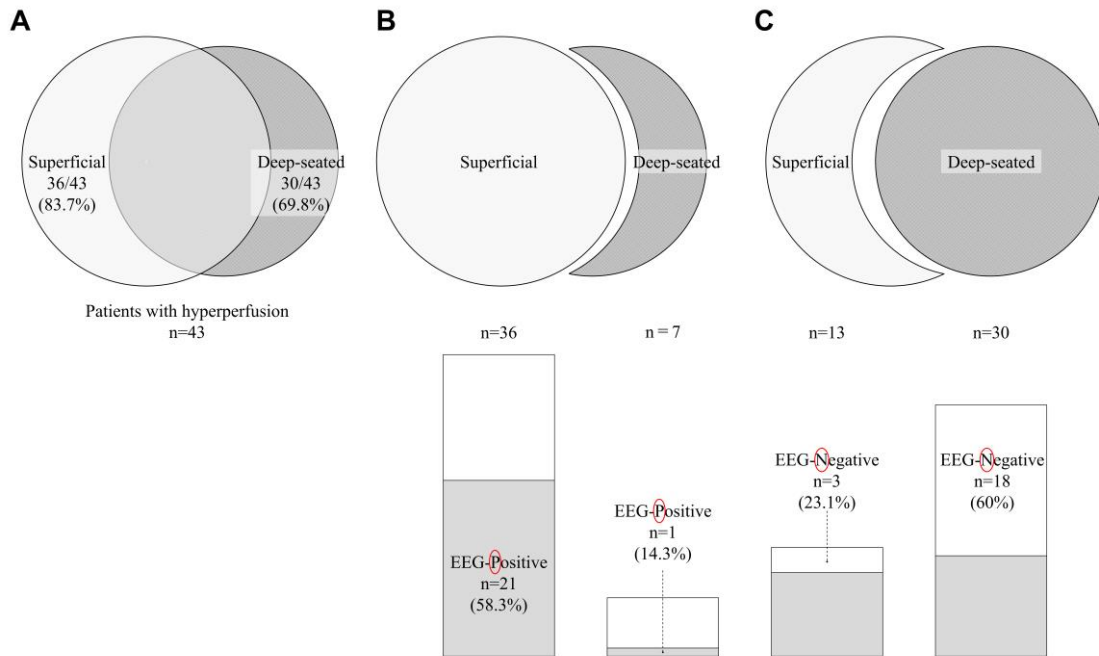 A
B
C
Superficial
36/43
(83.7%)
Deep-seated
30/43
(69.8%)
Patients with hyperperfusion
n=43
Superficial
Deep-seated
n=36
n = 7
EEG-Positive
n=21
(58.3%)
EEG-Positive
n=1
(14.3%)
Superficial
Deep-seated
n=13
n=30
EEG-Negative
n=3
(23.1%)
EEG-Negative
n=18
(60%)